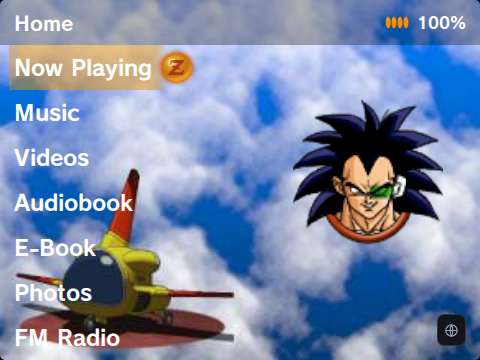 Home
100%
Now Playing Z
Music
Videos
Audiobook
E-Book
Photos
FM Radio